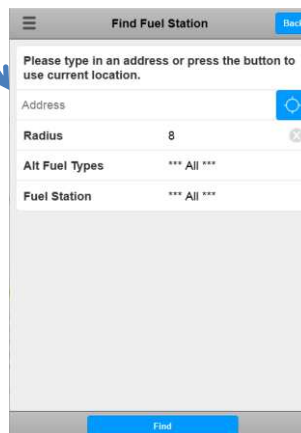 Find Fuel Station
Back
Please type in an address or press the button to
use current location.
Address
Radius 8
Alt Fuel Types *** All ***
Fuel Station *** All ***
Find